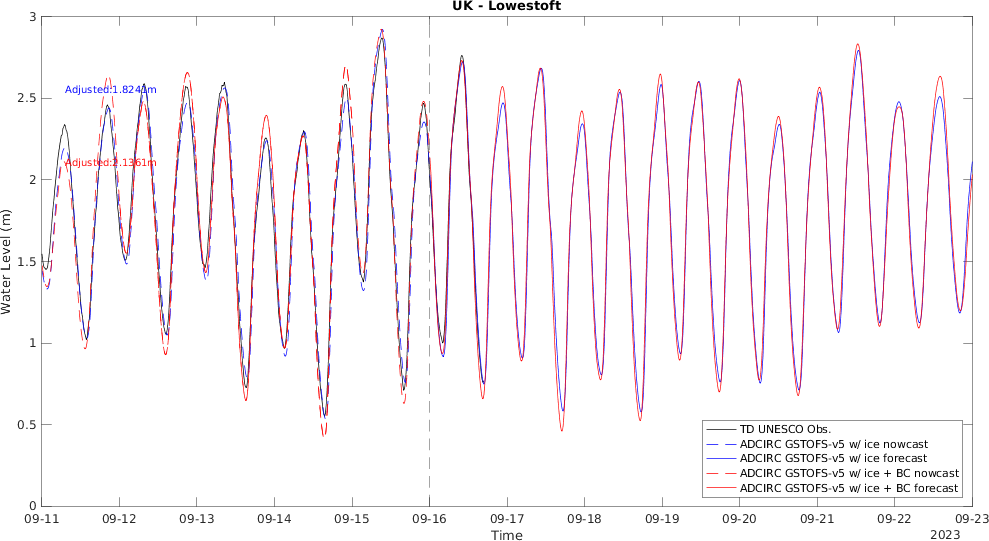 UK - Lowestoft
3
2.5
2
1.5
1
0.5
0
Water Level (m)
Adjusted:1.8241m
Adjusted:2.1361m
TD UNESCO Obs.
ADCIRC GSTOFS-v5 w/ ice nowcast
ADCIRC GSTOFS-v5 w/ ice forecast
ADCIRC GSTOFS-v5 w/ ice + BC nowcast
ADCIRC GSTOFS-v5 w/ ice + BC forecast
09-11 09-12 09-13 09-14 09-15 09-16 09-17 09-18 09-19 09-20 09-21 09-22 09-23
Time
2023